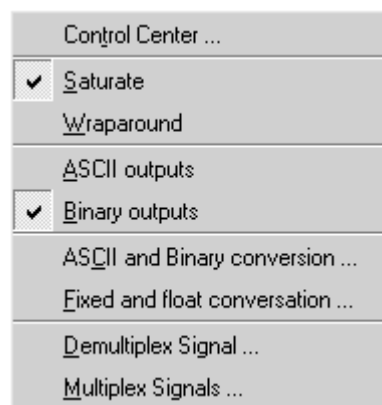 Control Center ...
Saturate
Wraparound
ASCII outputs
Binary outputs
ASCII and Binary conversion ...
Fixed and float conversation ...
Demultiplex Signal ...
Multiplex Signals ...